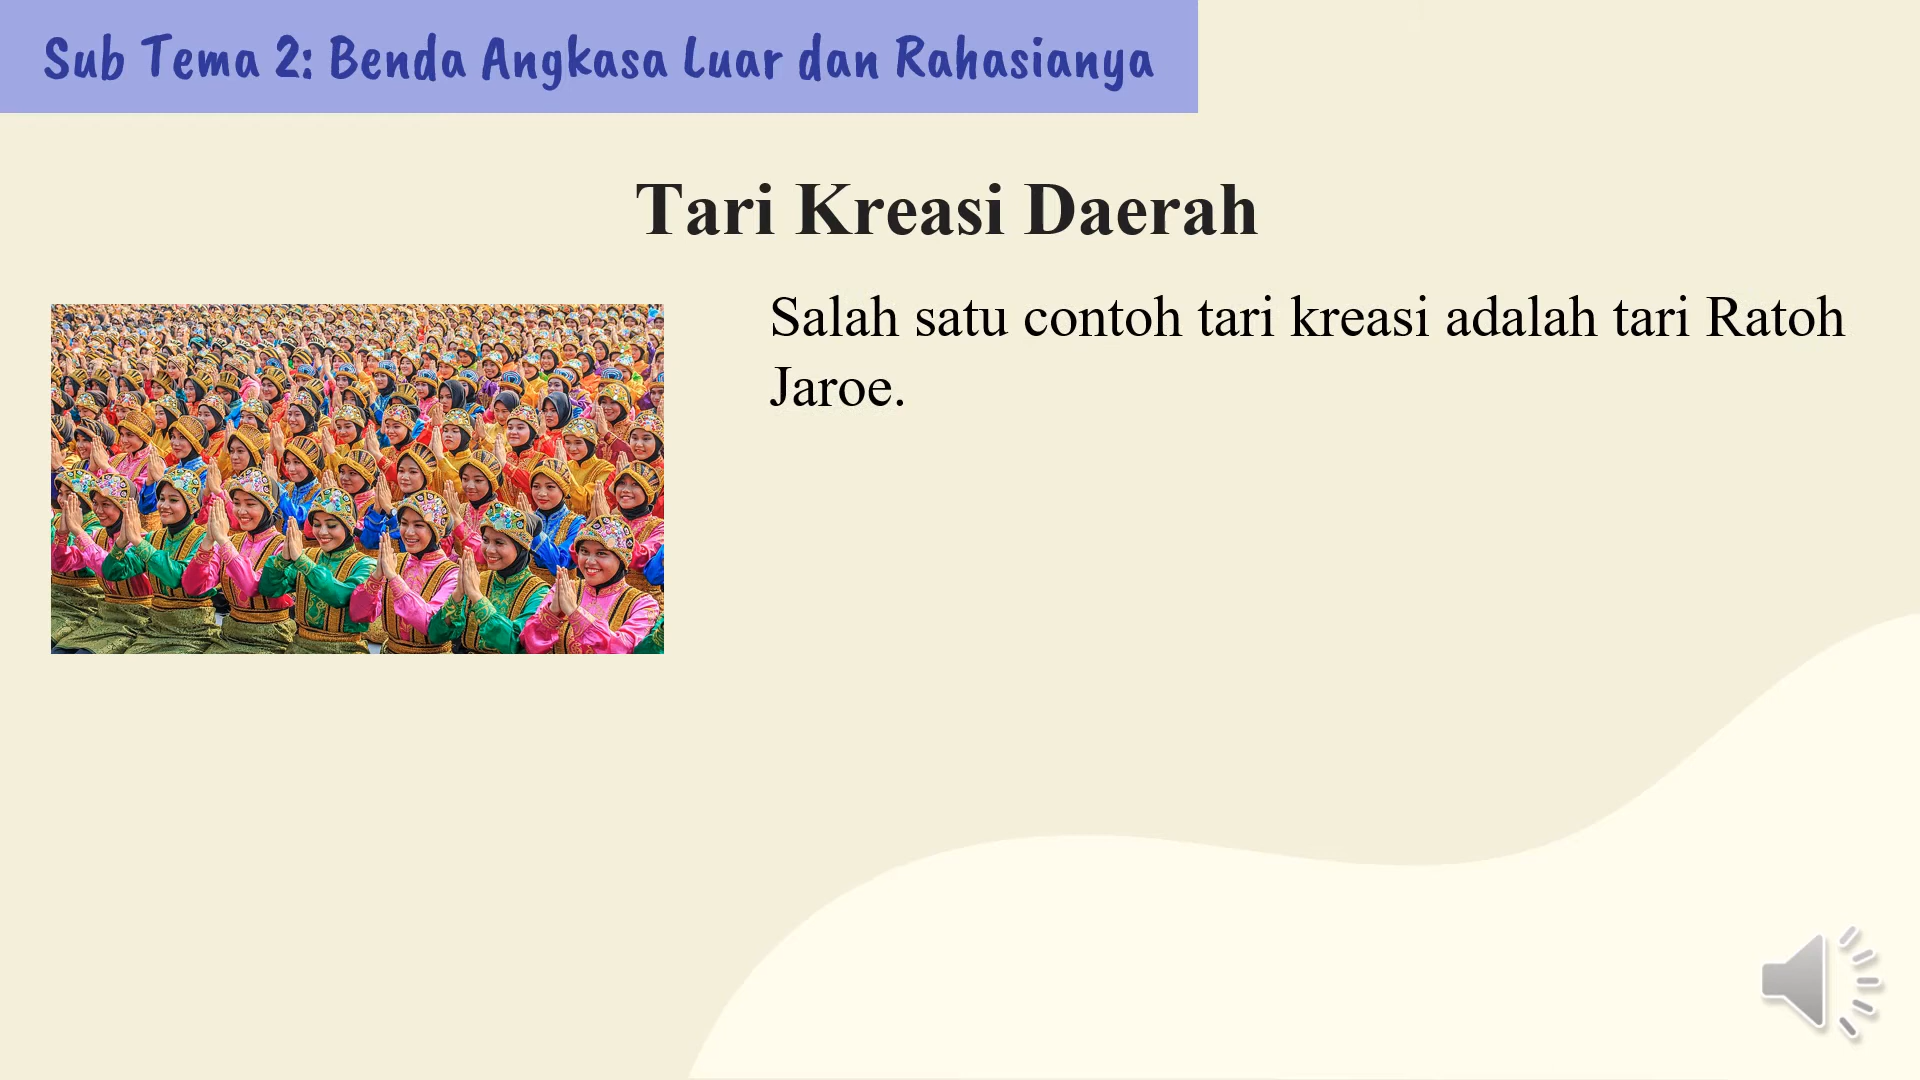 Sub Tema 2: Benda Angkasa Luar dan Rahasianya
Tari Kreasi Daerah
Salah satu contoh tari kreasi adalah tari Ratoh
Jaroe.